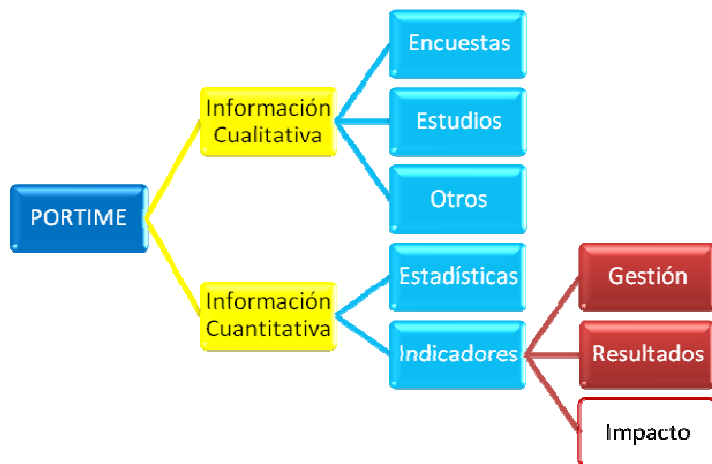 PORTIME
Información
Cualitativa
Encuestas
Estudios
Otros
Información
Cuantitativa
Estadísticas
Indicadores
Gestión
Resultados
Impacto